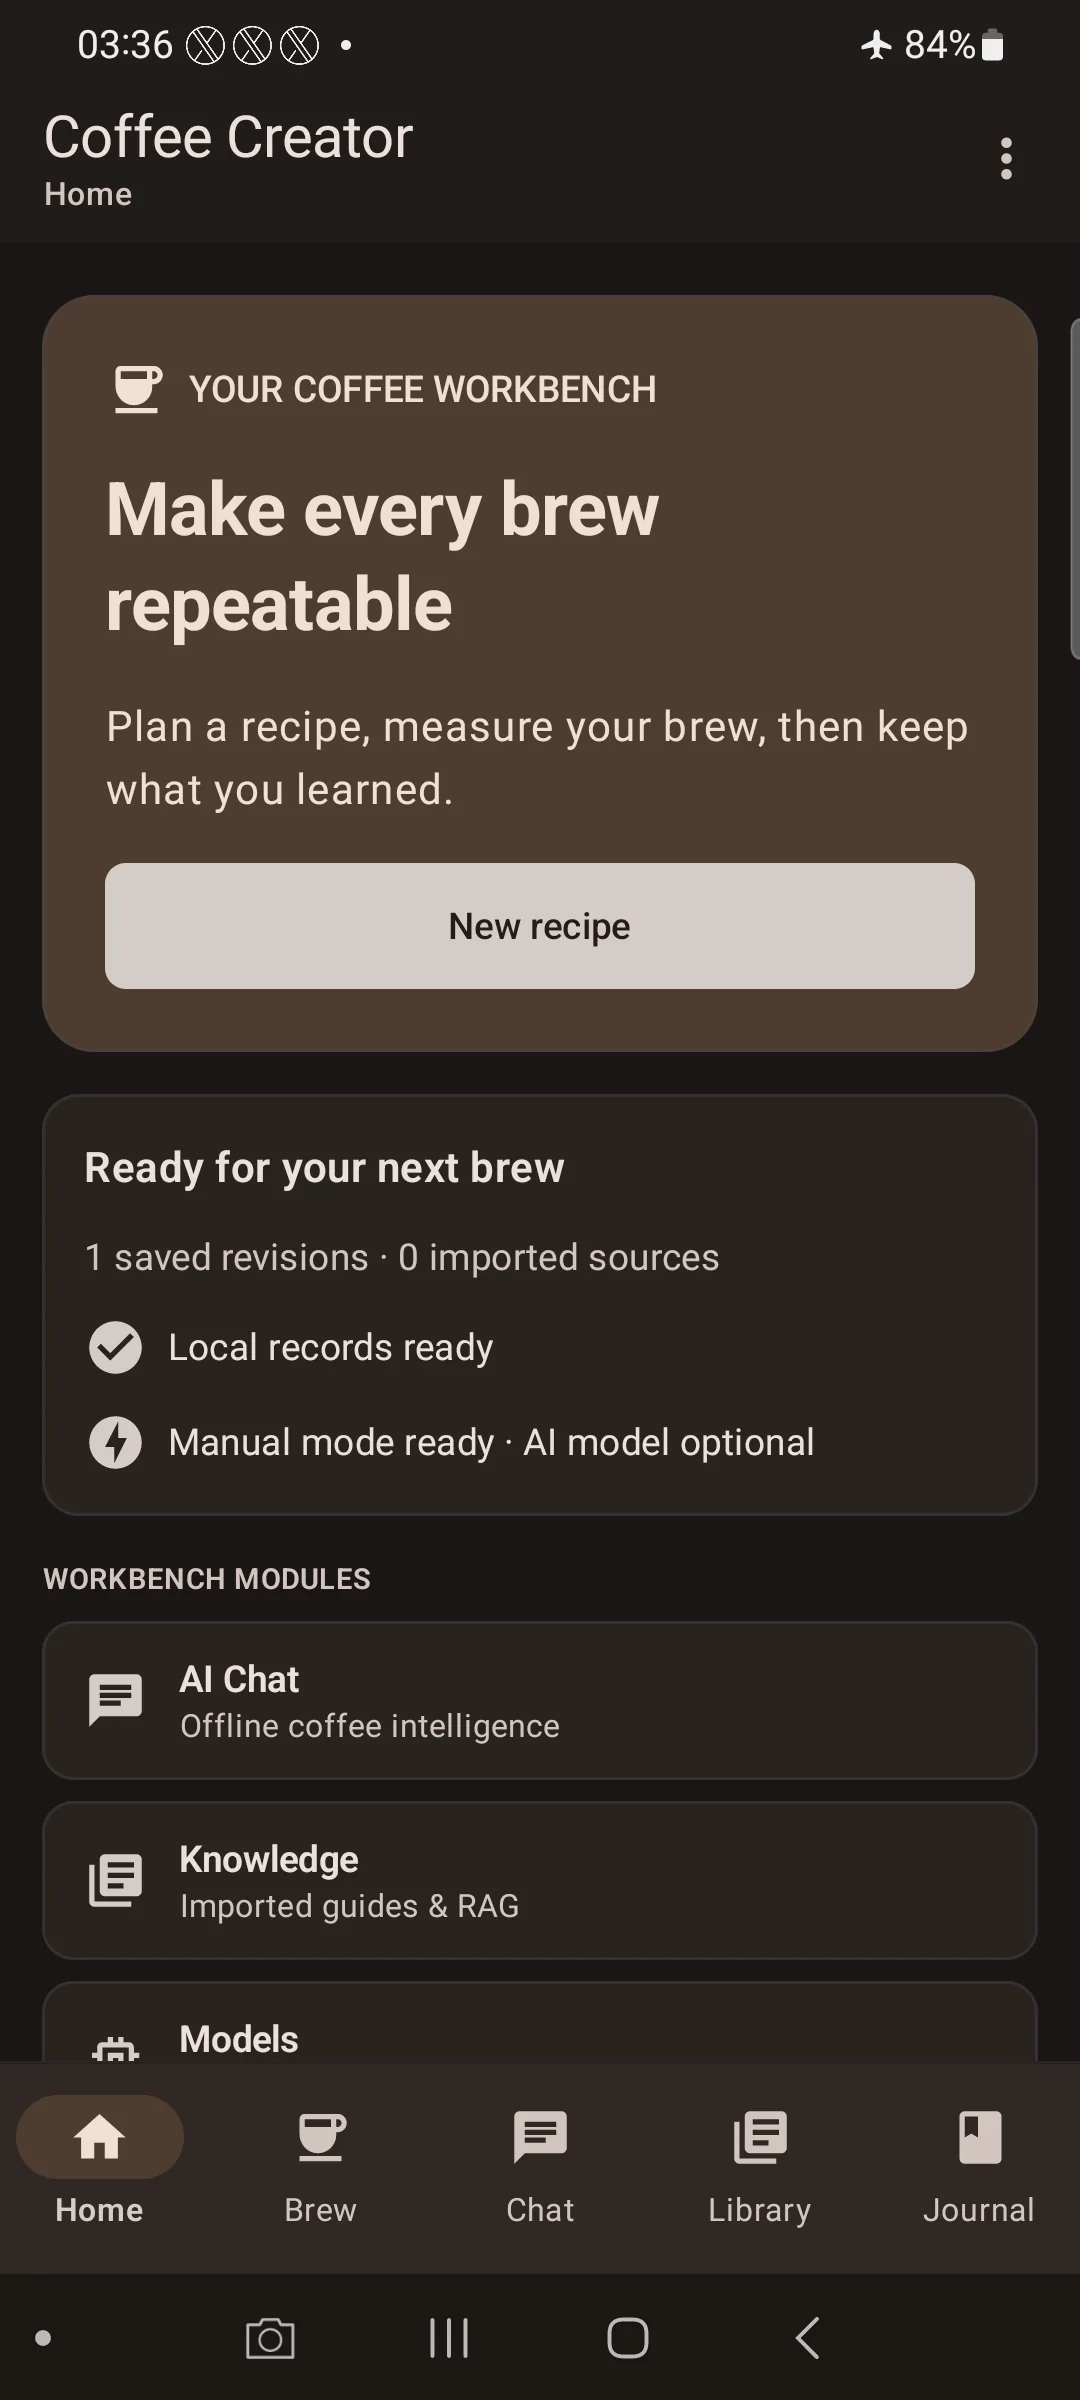 03:36
84%
Coffee Creator
Home
YOUR COFFEE WORKBENCH
Make every brew
repeatable
Plan a recipe, measure your brew, then keep
what you learned.
New recipe
Ready for your next brew
1 saved revisions · 0 imported sources
Local records ready
Manual mode ready · AI model optional
WORKBENCH MODULES
AI Chat
Offline coffee intelligence
Knowledge
Imported guides & RAG
Models
Home
Brew
Chat
Library
Journal